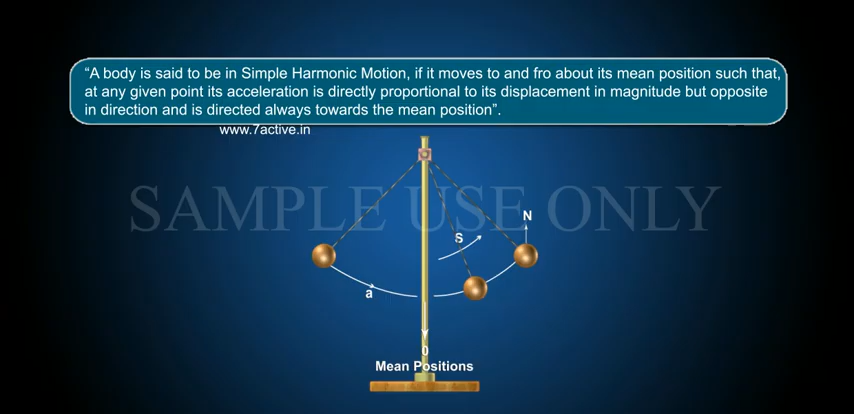 “A body is said to be in Simple Harmonic Motion, if it moves to and fro about its mean position such that,
at any given point its acceleration is directly proportional to its displacement in magnitude but opposite
in direction and is directed always towards the mean position”.
www.7active.in
SAMPLE USE ONLY
N
S
a
0
Mean Positions